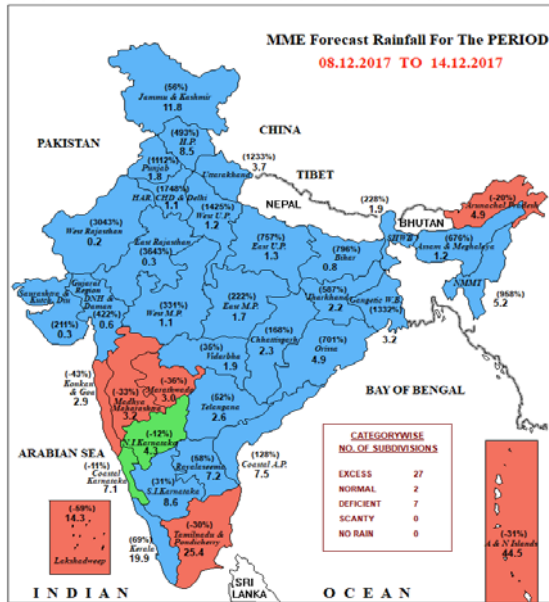 MME Forecast Rainfall For The PERIOD
08.12.2017 TO 14.12.2017
(56%)
Jammu & Kashmir
11.8
PAKISTAN
CHINA
(493%)
H.P.
8.5
(1112%)
Punjab
1.8
Uttarakhand
(1233%)
3.7
TIBET
(1748%)
HAR. CHD & Delhi
1.1
(1425%)
West U.P.
1.2
NEPAL
(228%)
1.9
BHUTAN
(-20%)
Arunachal Pradesh
4.9
(3043%)
West Rajasthan
0.2
East Rajasthan
(3643%)
0.3
(757%)
East U.P.
1.3
(796%)
Bihar
0.8
SHWB
(676%)
Assam & Meghalaya
1.2
NMMT
(958%)
5.2
Saurashtra &
Kutch, Diu
(211%)
0.3
Gujarat
Region
DNH &
Daman
(422%)
0.6
(331%)
West M.P.
1.1
(222%)
East M.P.
1.7
(587%)
Jharkhand
2.2
Gangetic W.B.
(1332%)
3.2
(168%)
Chhattisgarh
2.3
(701%)
Orissa
4.9
(35%)
Vidarbha
1.9
(-43%)
Konkan
& Goa
2.9
(-33%)
Madhya
Maharashtra
3.2
(-36%)
Marathwada
3.0
(52%)
Telangana
2.6
BAY OF BENGAL
ARABIAN SEA
(-12%)
N.I.Karnataka
4.3
(-11%)
Coastal
Karnataka
7.1
(58%)
Rayalaseema
7.2
(128%)
Coastal A.P.
7.5
(31%)
S.I.Karnataka
8.6
CATEGORYWISE
NO. OF SUBDIVISIONS
EXCESS 27
NORMAL 2
DEFICIENT 7
SCANTY 0
NO RAIN 0
(-59%)
14.3
Lakshadweep
(69%)
Kerala
19.9
(-30%)
Tamilnadu &
Pondicherry
25.4
(-31%)
A & N Islands
44.5
SRI
LANKA
INDIAN OCEAN